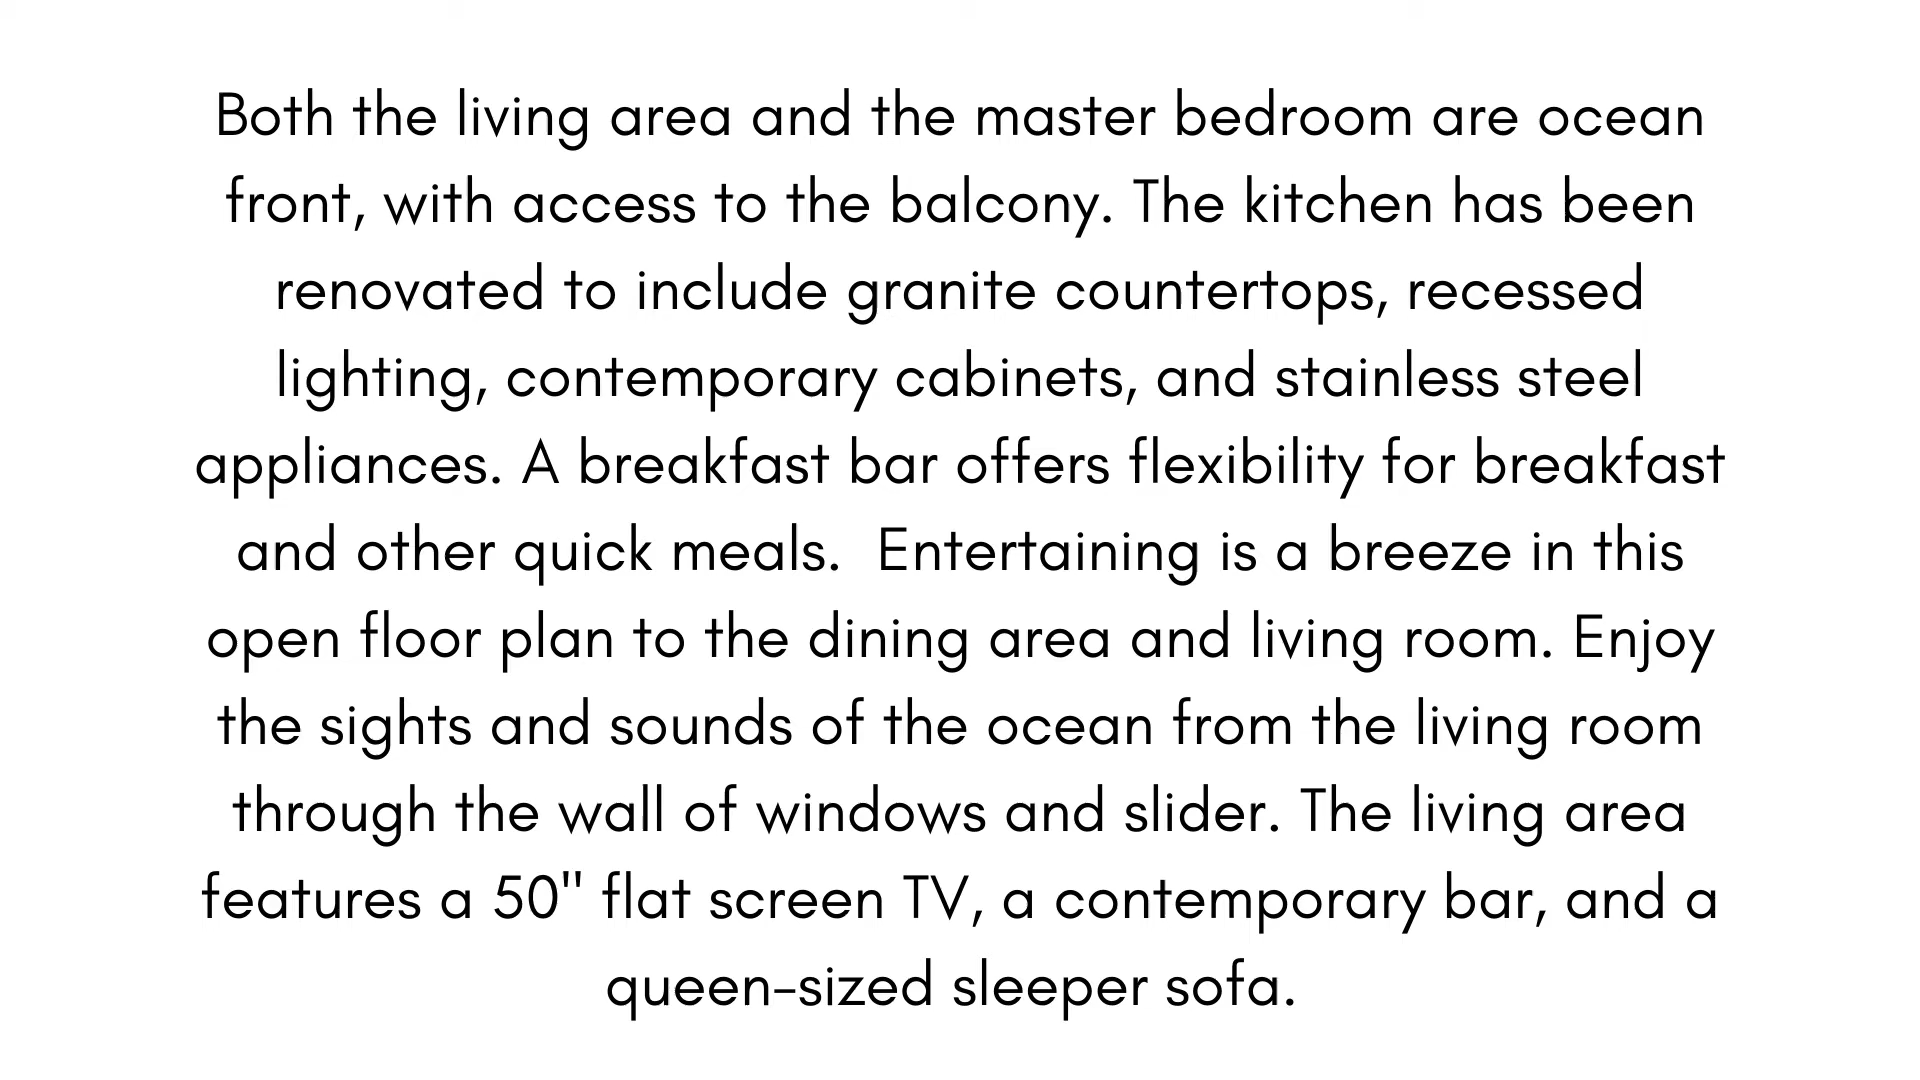 Both the living area and the master bedroom are ocean
front, with access to the balcony. The kitchen has been
renovated to include granite countertops, recessed
lighting, contemporary cabinets, and stainless steel
appliances. A breakfast bar offers flexibility for breakfast
and other quick meals.  Entertaining is a breeze in this
open floor plan to the dining area and living room. Enjoy
the sights and sounds of the ocean from the living room
through the wall of windows and slider. The living area
features a 50" flat screen TV, a contemporary bar, and a
queen-sized sleeper sofa.